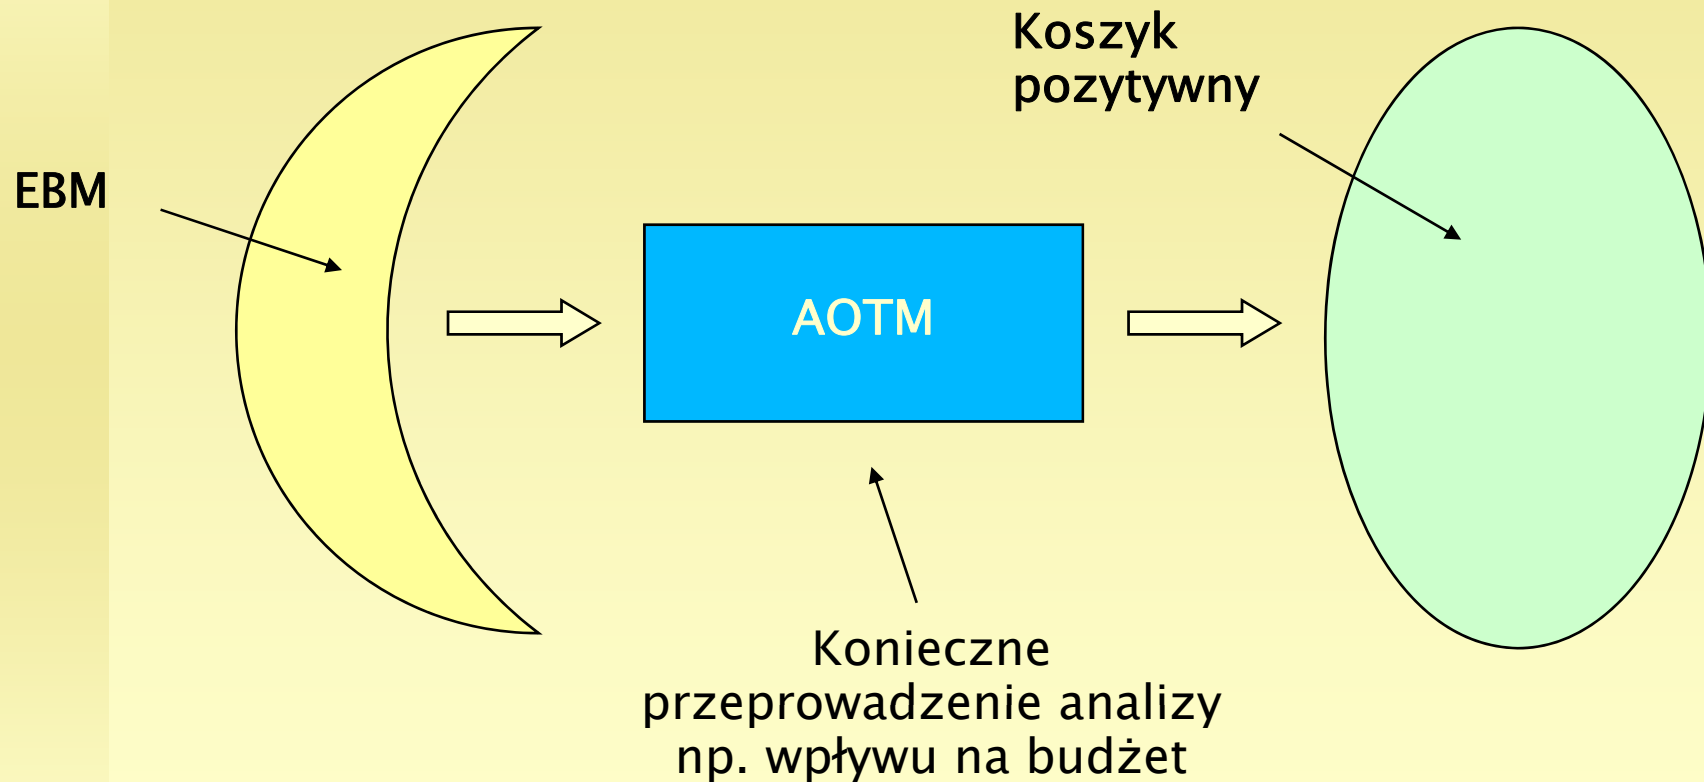 Koszyk
pozytywny
EBM
AOTM
Konieczne
przeprowadzenie analizy
np. wpływu na budżet